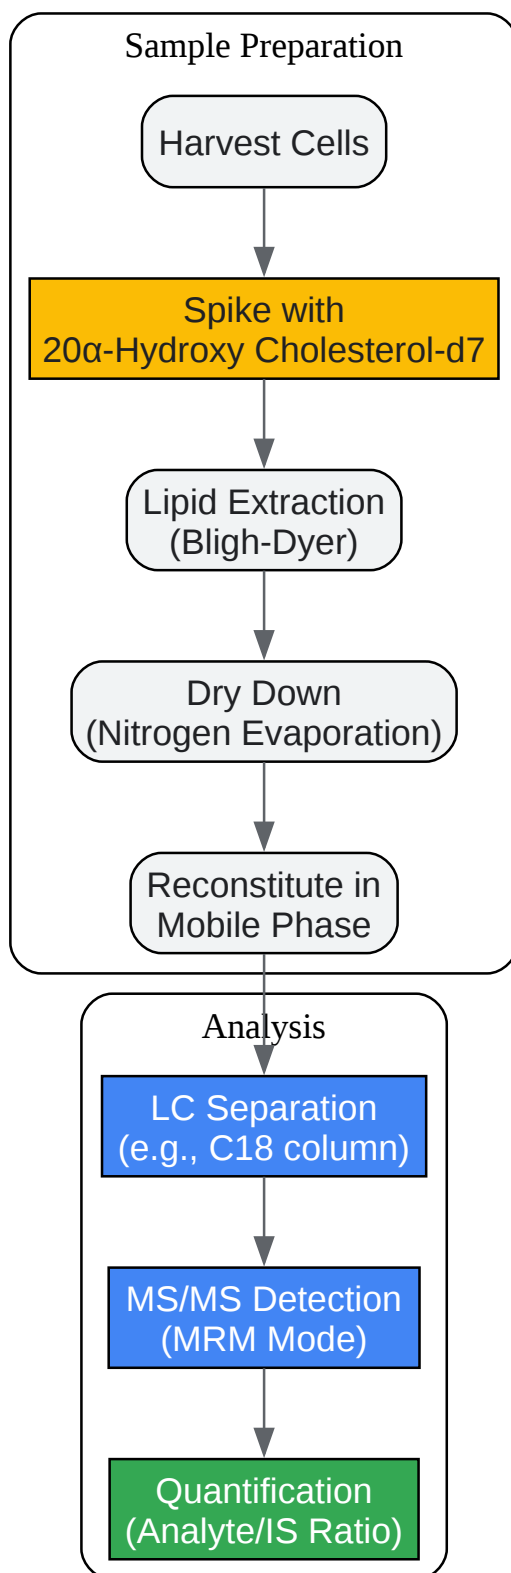 Sample Preparation
Harvest Cells
Spike with
20α-Hydroxy Cholesterol-d7
Lipid Extraction
(Bligh-Dyer)
Dry Down
(Nitrogen Evaporation)
Reconstitute in
Mobile Phase
Analysis
LC Separation
(e.g., C18 column)
MS/MS Detection
(MRM Mode)
Quantification
(Analyte/IS Ratio)